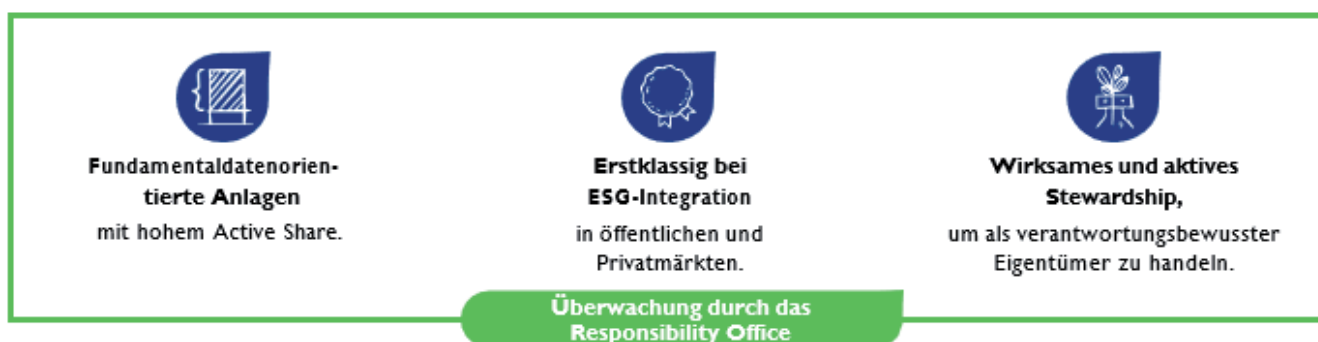 Fundamentaldatenorien-
tierte Anlagen
mit hohem Active Share.
Erstklassig bei
ESG-Integration
in öffentlichen und
Privatmärkten.
Wirksames und aktives
Stewardship,
um als verantwortungsbewusster
Eigentümer zu handeln.
Überwachung durch das
Responsibility Office